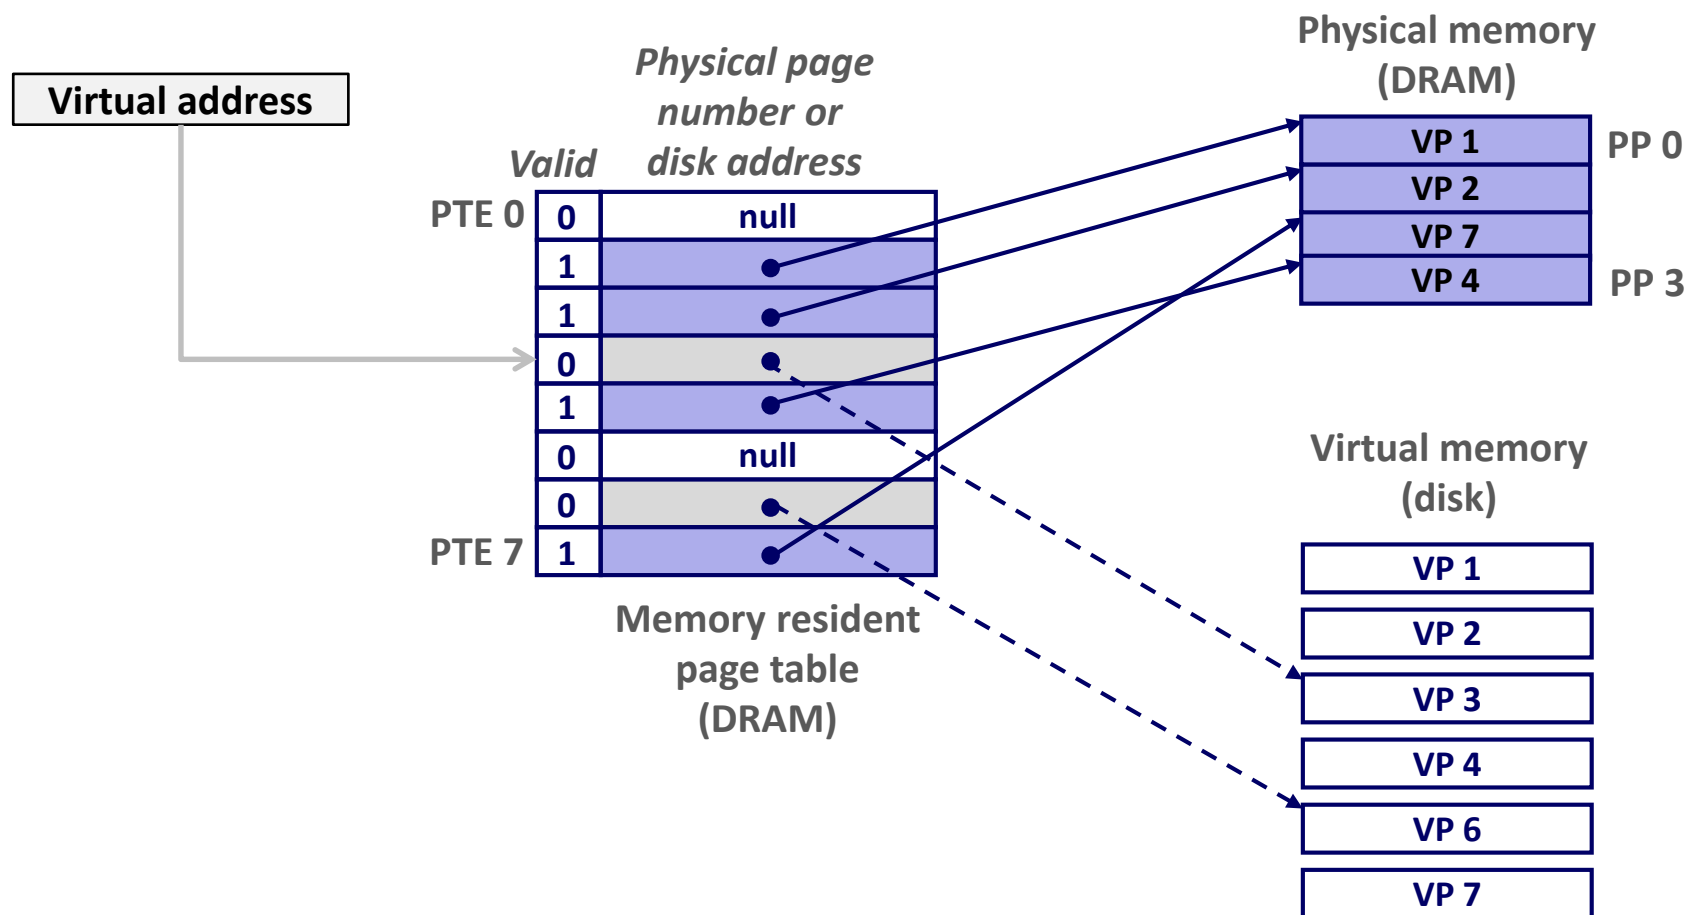 Virtual address
Physical page
number or
disk address
Valid
PTE 0
0 null
1
1
0
1
0 null
0
PTE 7 1
Memory resident
page table
(DRAM)
Physical memory
(DRAM)
VP 1 PP 0
VP 2
VP 7
VP 4 PP 3
Virtual memory
(disk)
VP 1
VP 2
VP 3
VP 4
VP 6
VP 7